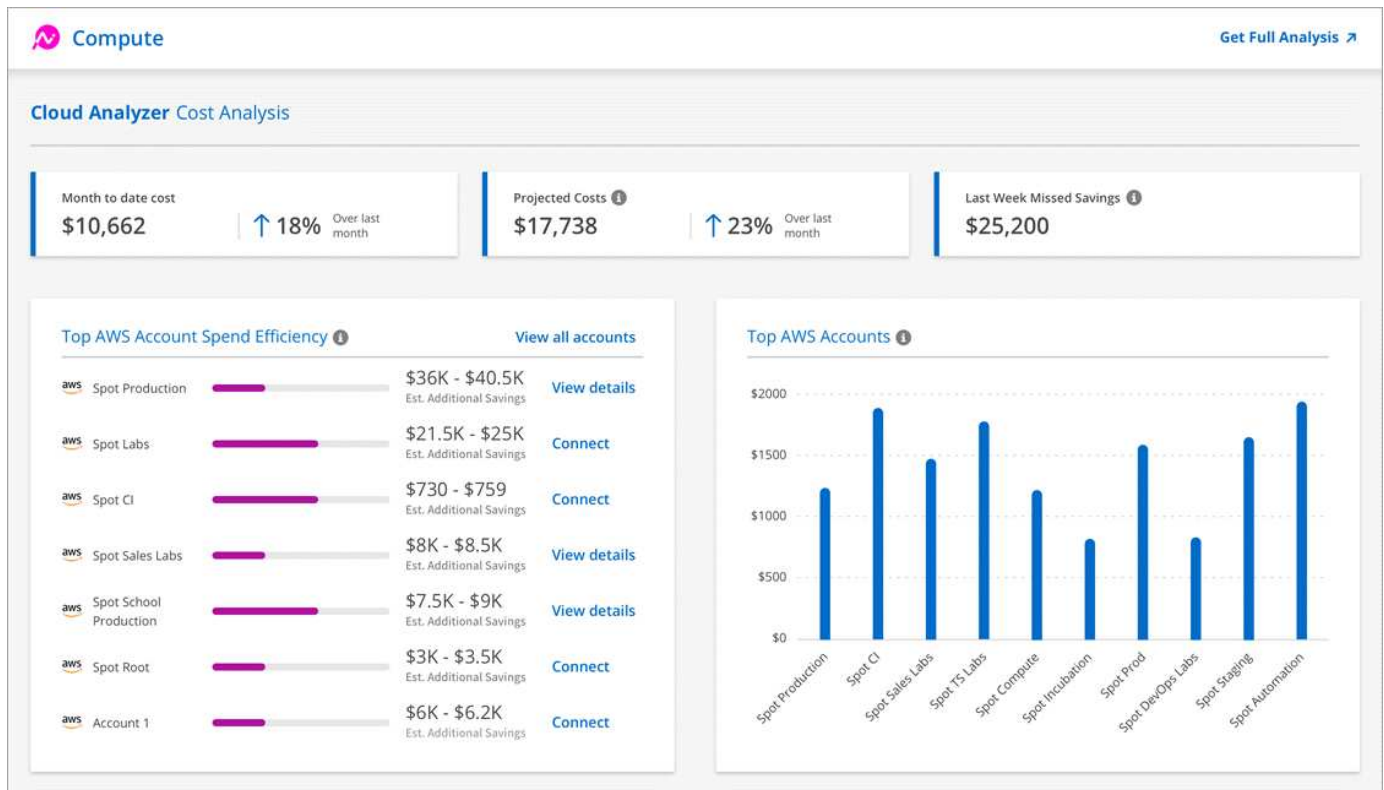 Compute
Get Full Analysis
Cloud Analyzer Cost Analysis
Month to date cost
$10,662
18%
Over last
month
Projected Costs
$17,738
23%
Over last
month
Last Week Missed Savings
$25,200
Top AWS Account Spend Efficiency
View all accounts
aws Spot Production
$36K - $40.5K
Est. Additional Savings
View details
aws Spot Labs
$21.5K - $25K
Est. Additional Savings
Connect
aws Spot CI
$730 - $759
Est. Additional Savings
Connect
aws Spot Sales Labs
$8K - $8.5K
Est. Additional Savings
View details
aws Spot School
Production
$7.5K - $9K
Est. Additional Savings
View details
aws Spot Root
$3K - $3.5K
Est. Additional Savings
Connect
aws Account 1
$6K - $6.2K
Est. Additional Savings
Connect
Top AWS Accounts
$2000
$1500
$1000
$500
$0
Spot Production
Spot CI
Spot Sales Labs
Spot TS Labs
Spot Compute
Spot Incubation
Spot Prod
Spot DevOps Labs
Spot Staging
Spot Automation